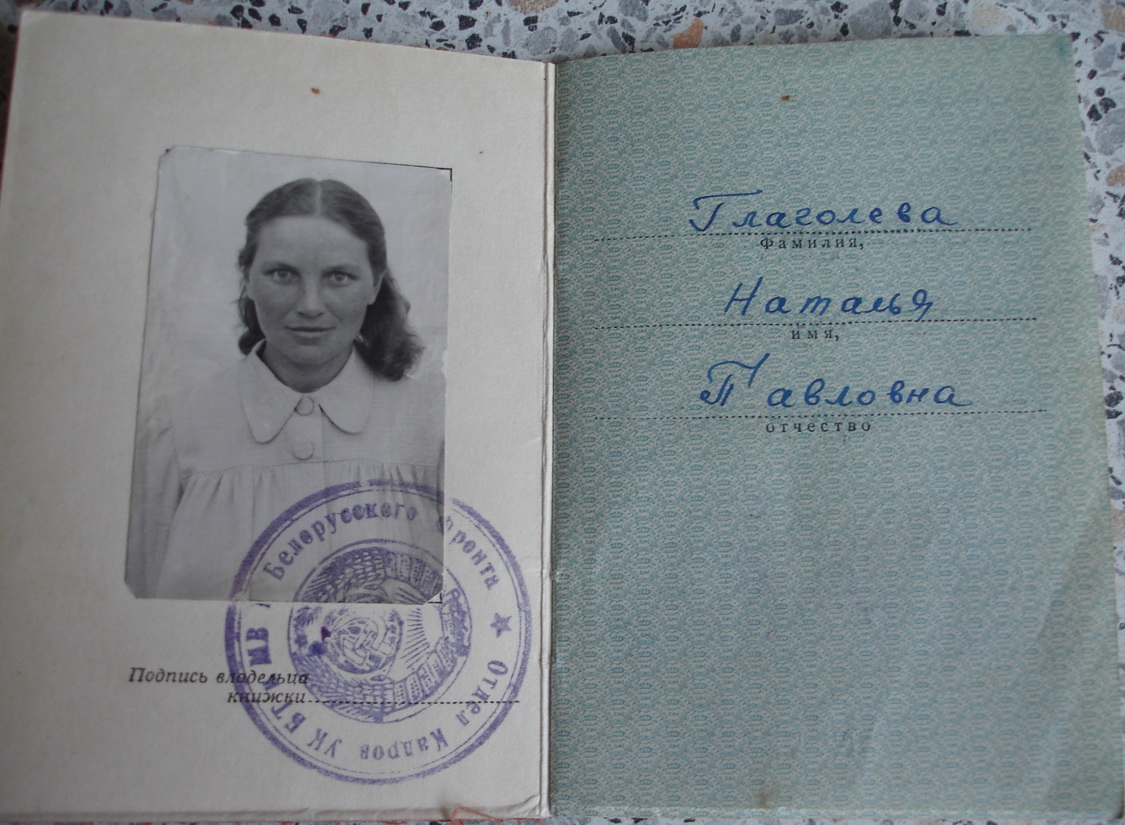 Белорусского фронта ★ Отдел Кадров УК БТ и МВ
Подпись владельца
книжки
Глаголева
фамилия,
Наталья
имя,
Павловна
отчество